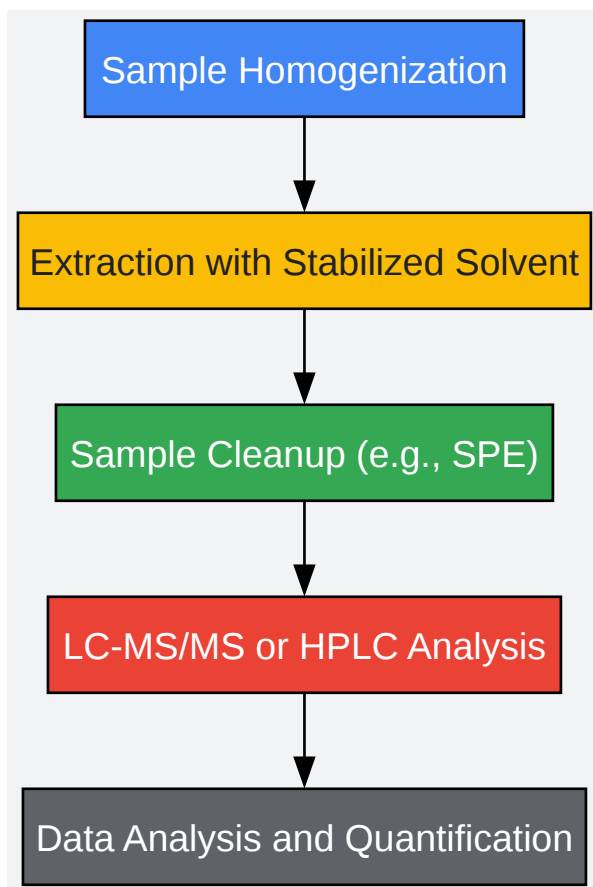 Sample Homogenization
Extraction with Stabilized Solvent
Sample Cleanup (e.g., SPE)
LC-MS/MS or HPLC Analysis
Data Analysis and Quantification